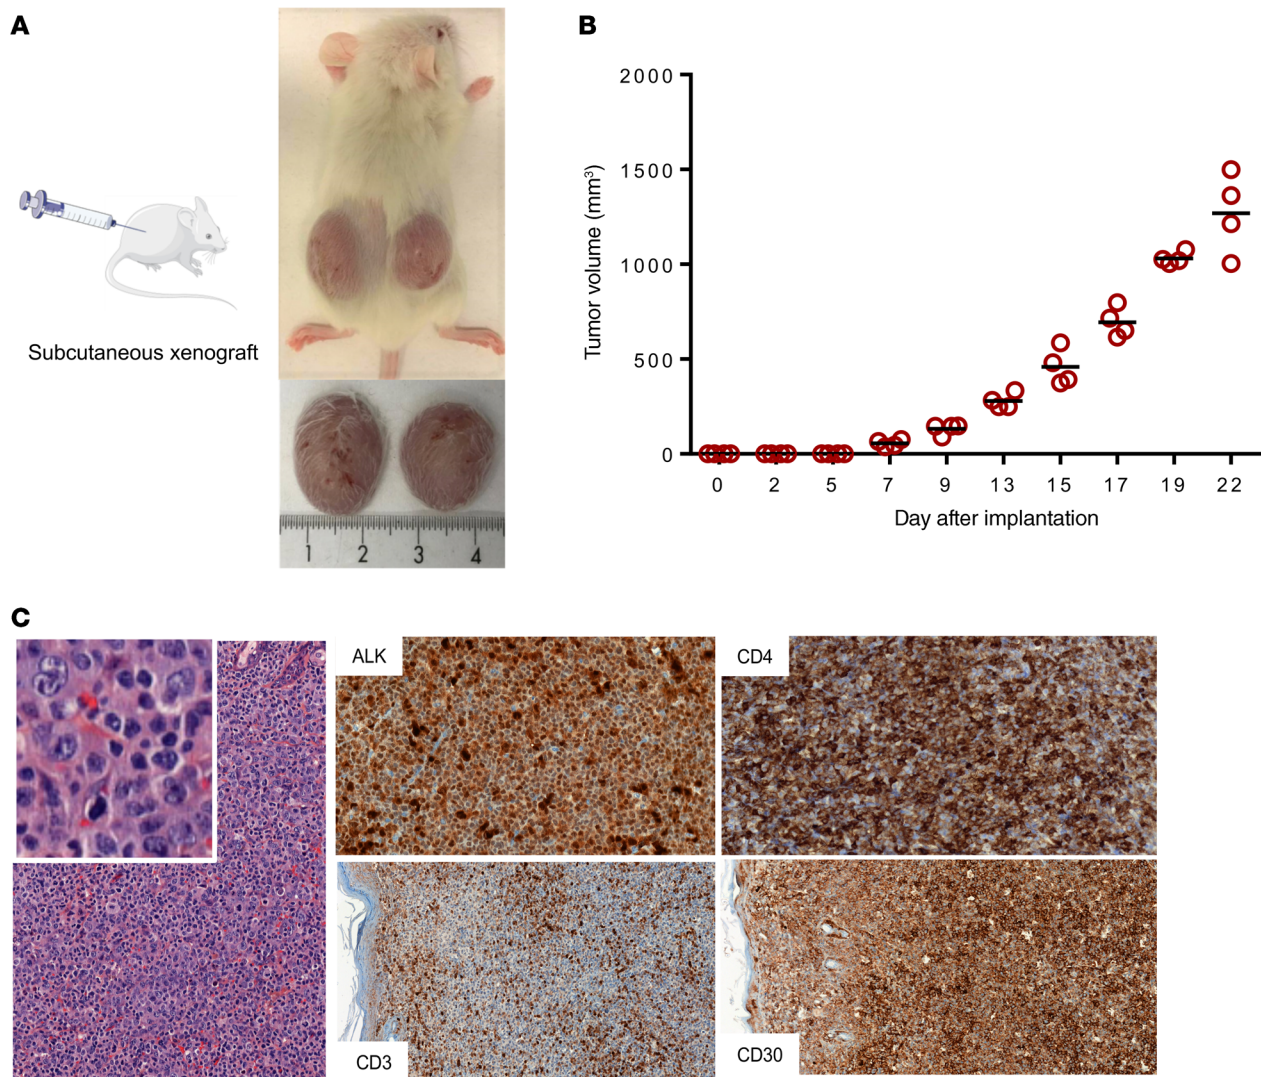 A
Subcutaneous xenograft
1 2 3 4
B
Tumor volume (mm³)
2000
1500
1000
500
0
0 2 5 7 9 13 15 17 19 22
Day after implantation
C
ALK
CD4
CD3
CD30